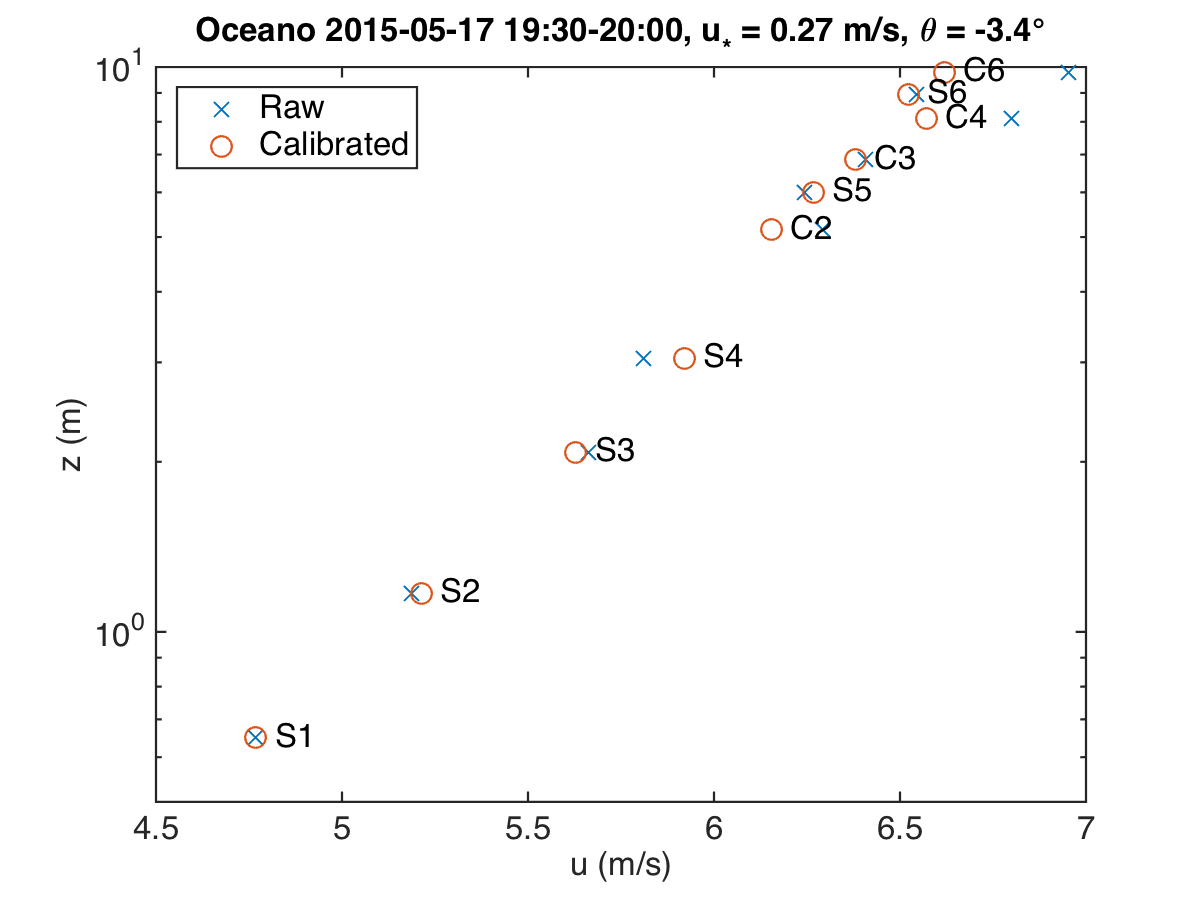 Oceano 2015-05-17 19:30-20:00, u* = 0.27 m/s, θ = -3.4°
10^1
Raw
Calibrated
C6
S6
C4
C3
S5
C2
S4
S3
S2
10^0
S1
z (m)
4.5 5 5.5 6 6.5 7
u (m/s)